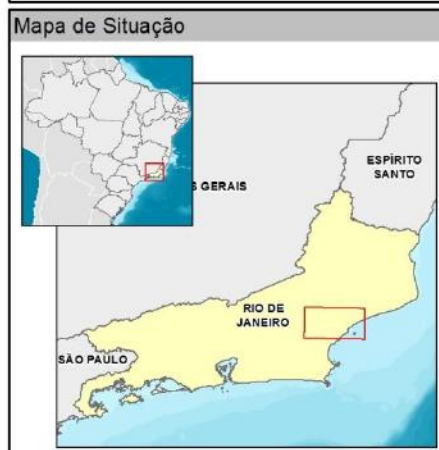 Mapa de Situação
S GERAIS
ESPÍRITO
SANTO
RIO DE
JANEIRO
SÃO PAULO